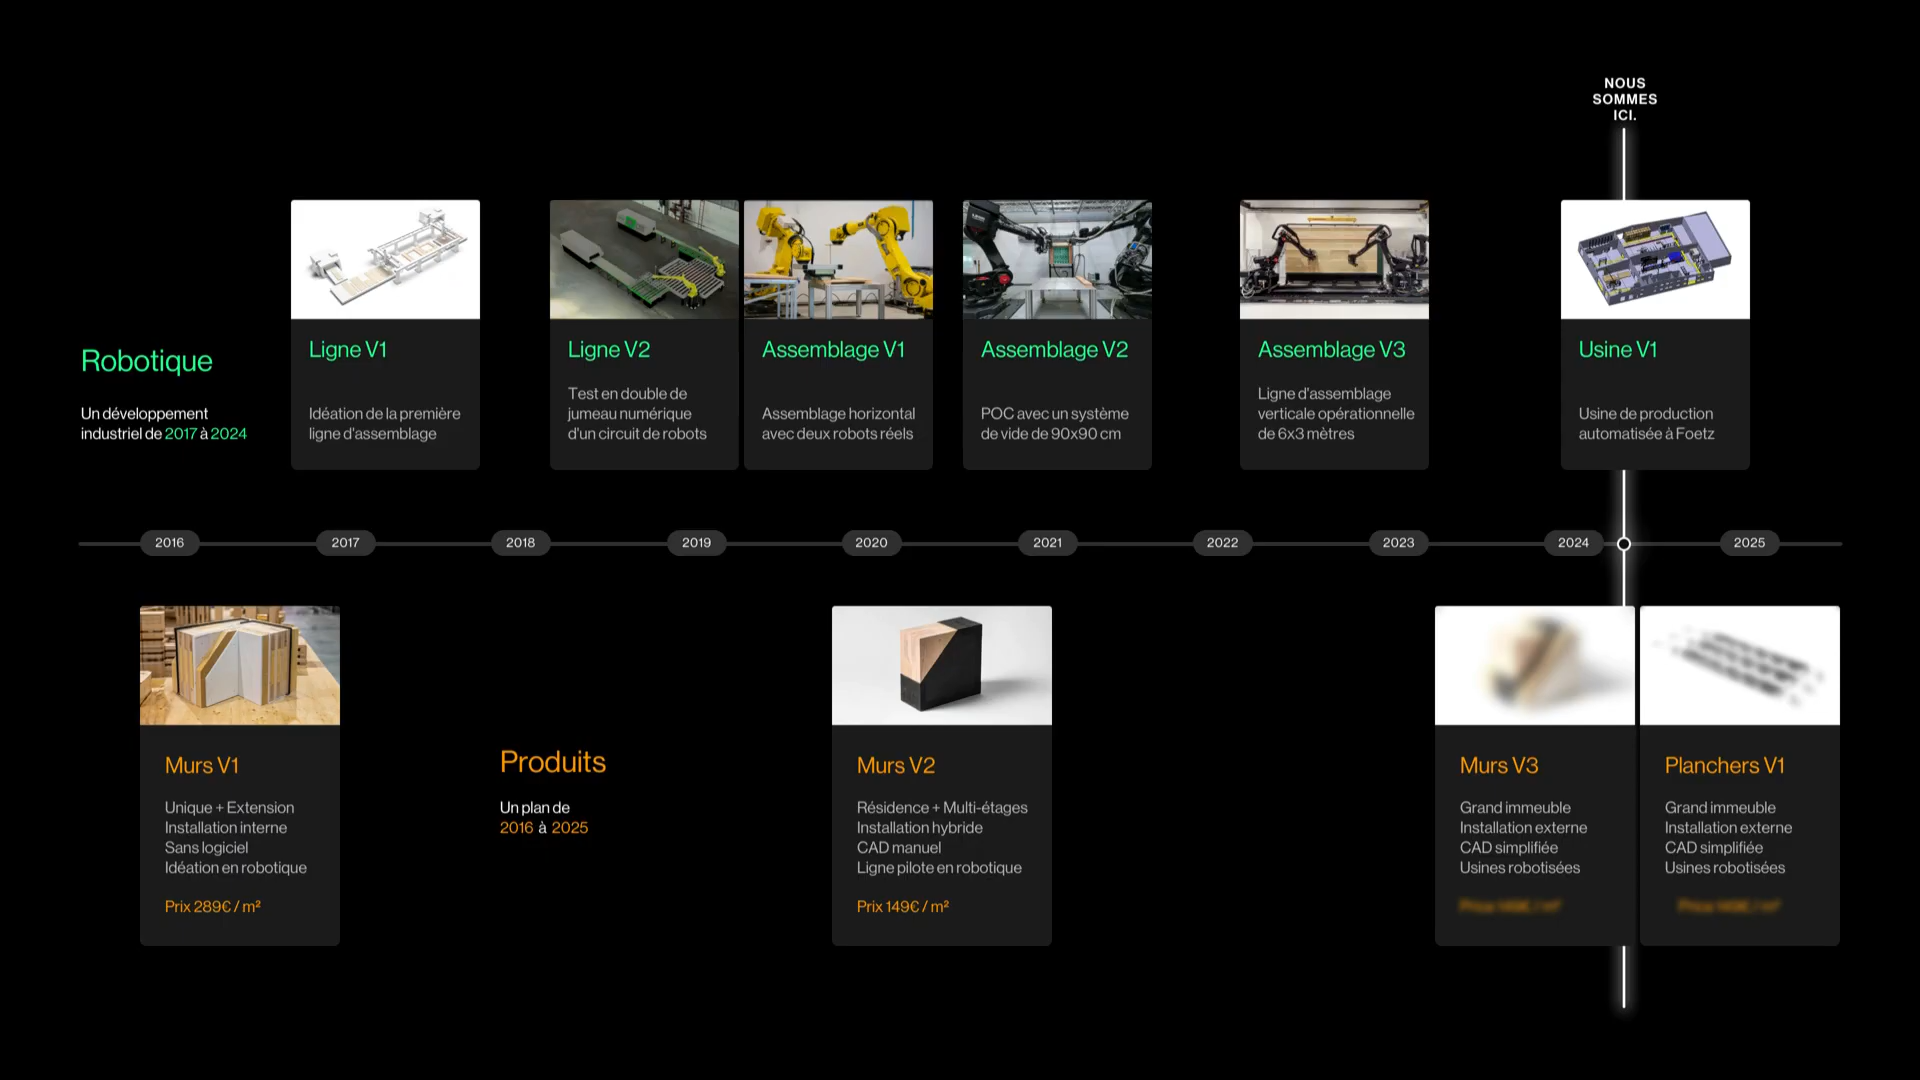 NOUS
SOMMES
ICI.
Robotique
Un développement
industriel de 2017 à 2024
Ligne V1
Idéation de la première
ligne d'assemblage
Ligne V2
Test en double de
jumeau numérique
d'un circuit de robots
Assemblage V1
Assemblage horizontal
avec deux robots réels
Assemblage V2
POC avec un système
de vide de 90x90 cm
Assemblage V3
Ligne d'assemblage
verticale opérationnelle
de 6x3 mètres
Usine V1
Usine de production
automatisée à Foetz
2016
2017
2018
2019
2020
2021
2022
2023
2024
2025
Murs V1
Unique + Extension
Installation interne
Sans logiciel
Idéation en robotique
Prix 289€ / m²
Produits
Un plan de
2016 à 2025
Murs V2
Résidence + Multi-étages
Installation hybride
CAD manuel
Ligne pilote en robotique
Prix 149€ / m²
Murs V3
Grand immeuble
Installation externe
CAD simplifiée
Usines robotisées
Planchers V1
Grand immeuble
Installation externe
CAD simplifiée
Usines robotisées